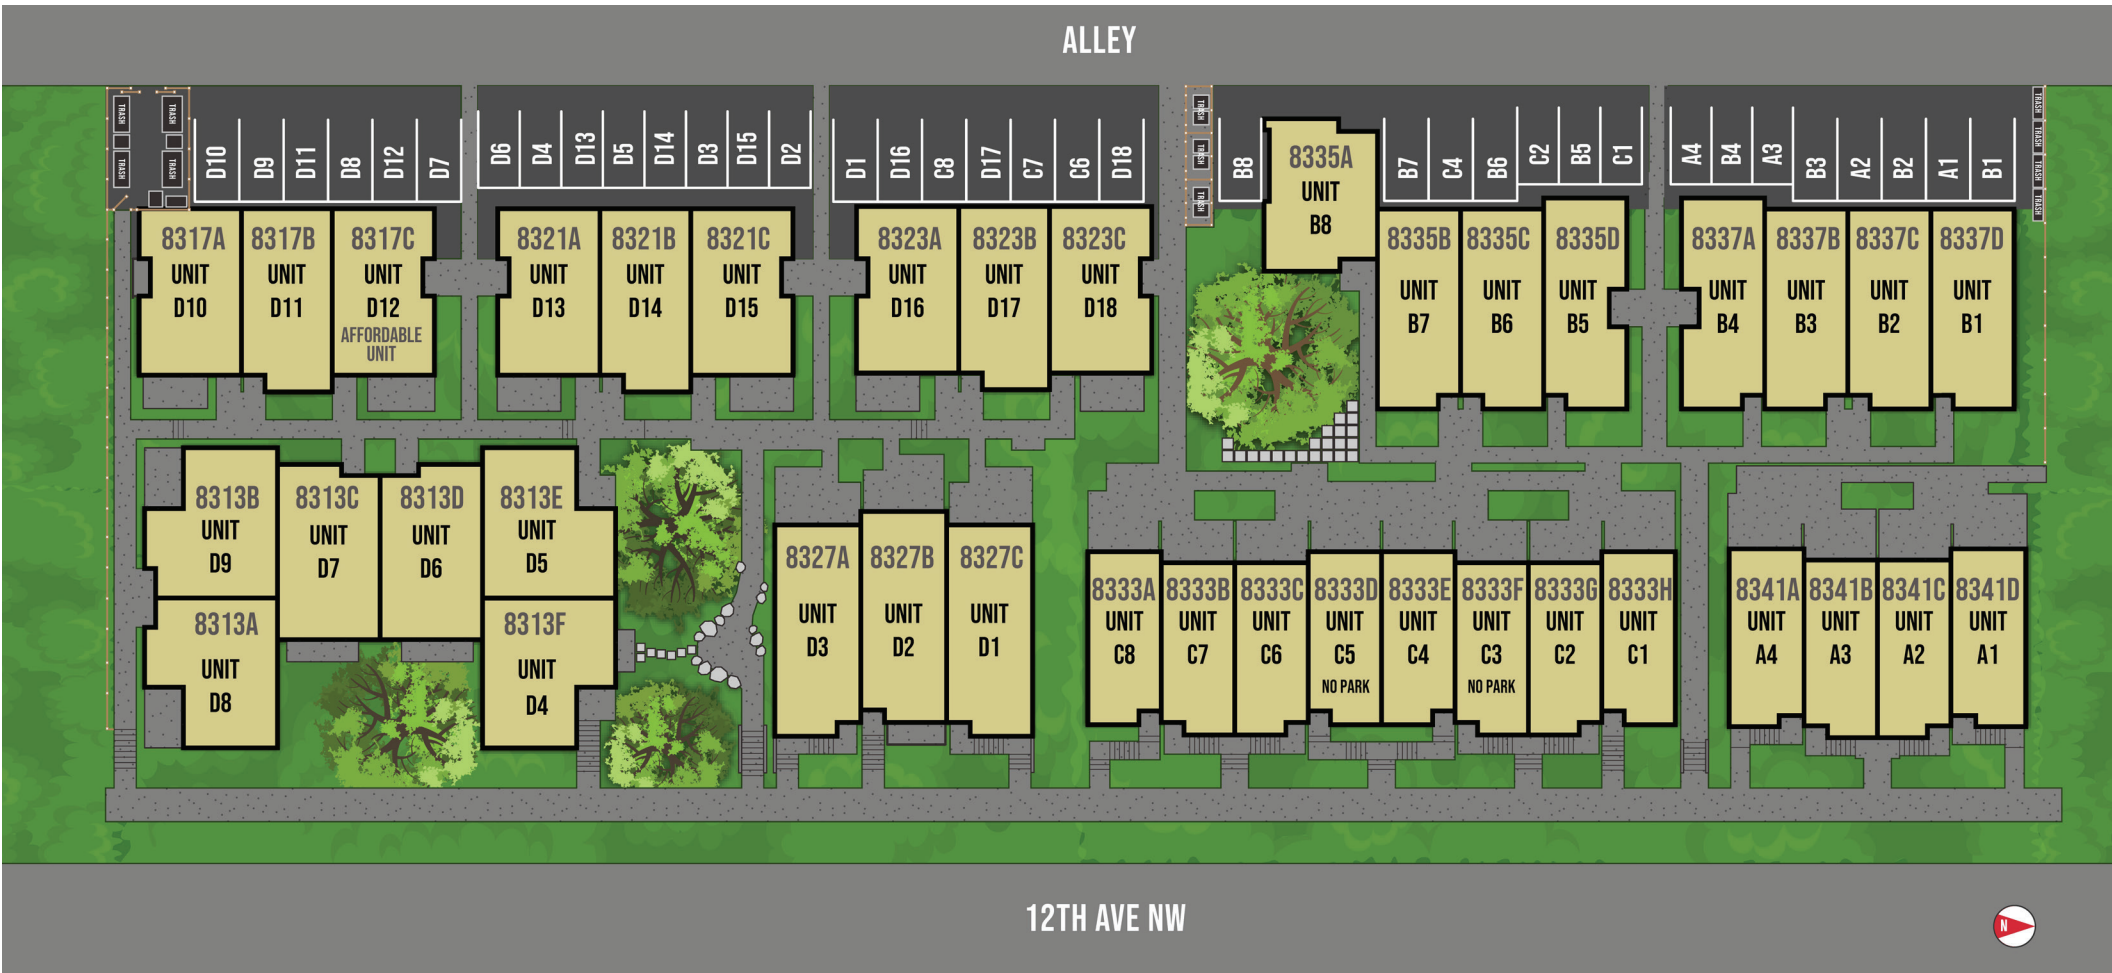 ALLEY
TRASH
TRASH
TRASH
TRASH
D10
D9
D11
D8
D12
D7
D6
D4
D13
D5
D14
D3
D15
D2
D1
D16
C8
D17
C7
C6
D18
TRASH
TRASH
TRASH
B8
B7
C4
B6
C2
B5
C1
A4
B4
A3
B3
A2
B2
A1
B1
TRASH
TRASH
TRASH
TRASH
8317A
UNIT
D10
8317B
UNIT
D11
8317C
UNIT
D12
AFFORDABLE
UNIT
8321A
UNIT
D13
8321B
UNIT
D14
8321C
UNIT
D15
8323A
UNIT
D16
8323B
UNIT
D17
8323C
UNIT
D18
8335A
UNIT
B8
8335B
UNIT
B7
8335C
UNIT
B6
8335D
UNIT
B5
8337A
UNIT
B4
8337B
UNIT
B3
8337C
UNIT
B2
8337D
UNIT
B1
8313B
UNIT
D9
8313C
UNIT
D7
8313D
UNIT
D6
8313E
UNIT
D5
8313A
UNIT
D8
8313F
UNIT
D4
8327A
UNIT
D3
8327B
UNIT
D2
8327C
UNIT
D1
8333A
UNIT
C8
8333B
UNIT
C7
8333C
UNIT
C6
8333D
UNIT
C5
NO PARK
8333E
UNIT
C4
8333F
UNIT
C3
NO PARK
8333G
UNIT
C2
8333H
UNIT
C1
8341A
UNIT
A4
8341B
UNIT
A3
8341C
UNIT
A2
8341D
UNIT
A1
12TH AVE NW
N